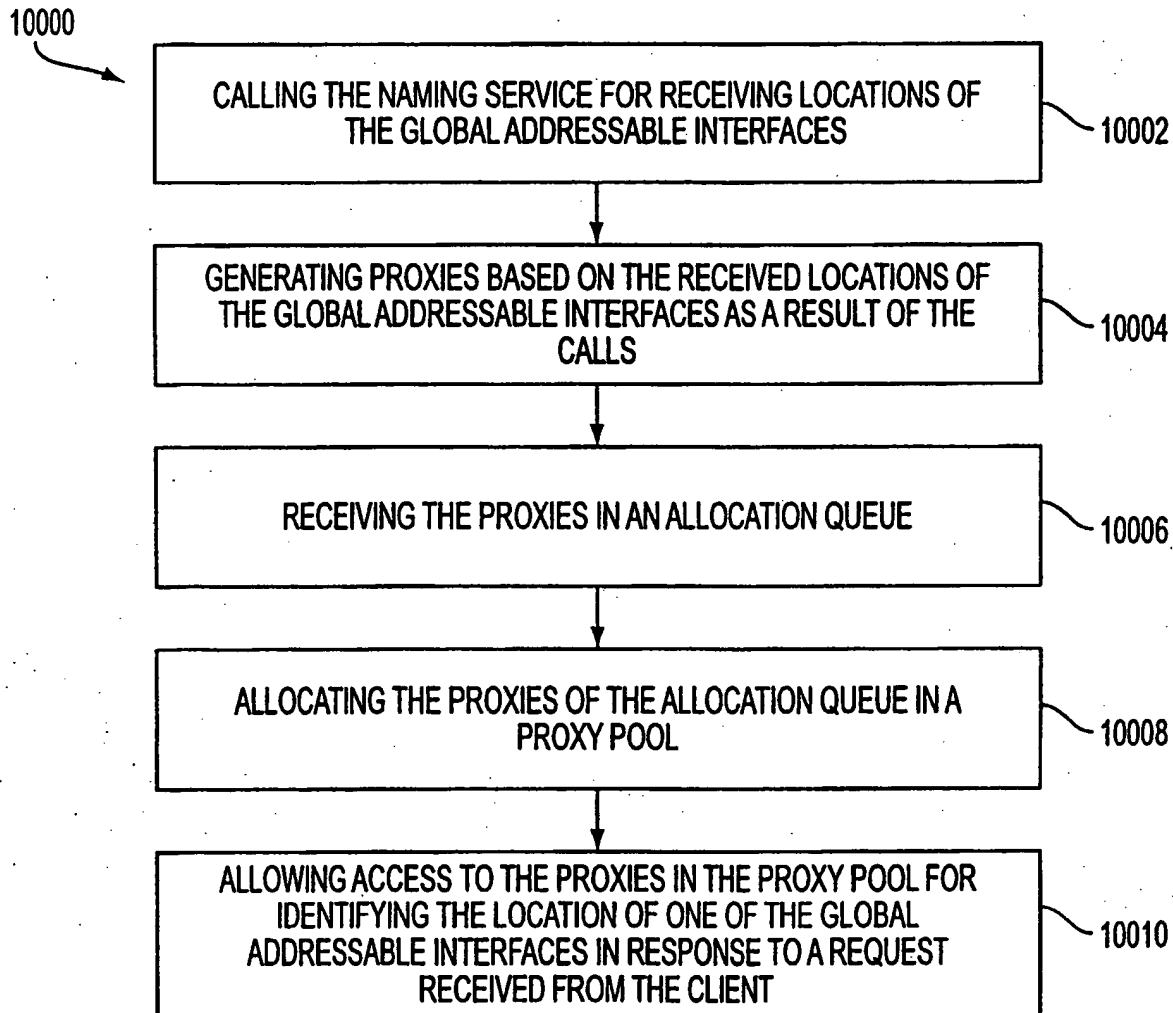 10000
CALLING THE NAMING SERVICE FOR RECEIVING LOCATIONS OF
THE GLOBAL ADDRESSABLE INTERFACES
10002
GENERATING PROXIES BASED ON THE RECEIVED LOCATIONS OF
THE GLOBAL ADDRESSABLE INTERFACES AS A RESULT OF THE
CALLS
10004
RECEIVING THE PROXIES IN AN ALLOCATION QUEUE
10006
ALLOCATING THE PROXIES OF THE ALLOCATION QUEUE IN A
PROXY POOL
10008
ALLOWING ACCESS TO THE PROXIES IN THE PROXY POOL FOR
IDENTIFYING THE LOCATION OF ONE OF THE GLOBAL
ADDRESSABLE INTERFACES IN RESPONSE TO A REQUEST
RECEIVED FROM THE CLIENT
10010